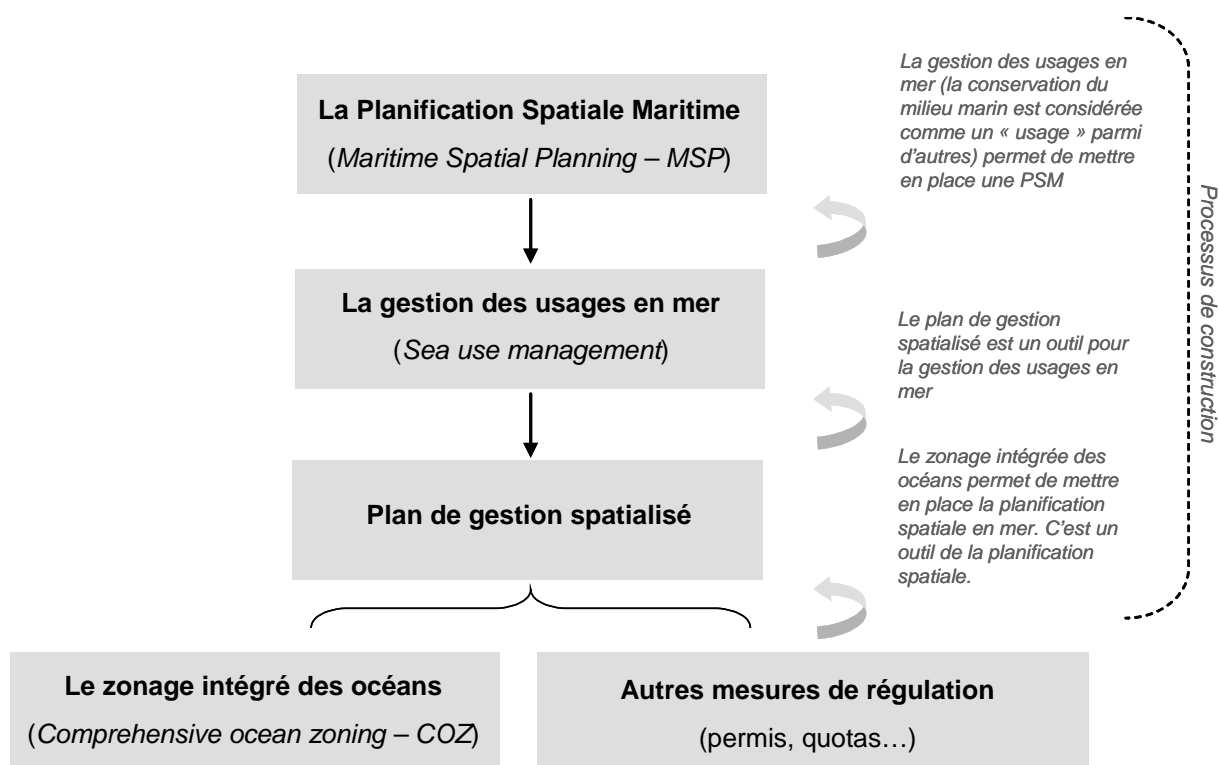 La Planification Spatiale Maritime
(Maritime Spatial Planning – MSP)
La gestion des usages en
mer (la conservation du
milieu marin est considérée
comme un « usage » parmi
d'autres) permet de mettre
en place une PSM
La gestion des usages en mer
(Sea use management)
Le plan de gestion
spatialisé est un outil pour
la gestion des usages en
mer
Plan de gestion spatialisé
Le zonage intégrée des
océans permet de mettre
en place la planification
spatiale en mer. C'est un
outil de la planification
spatiale.
Le zonage intégré des océans
(Comprehensive ocean zoning – COZ)
Autres mesures de régulation
(permis, quotas…)
Processus de construction